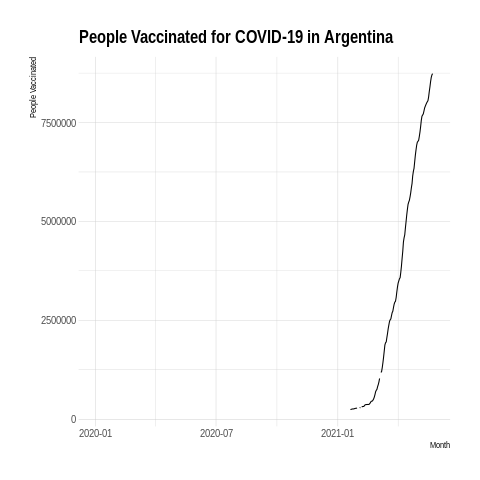 People Vaccinated for COVID-19 in Argentina
People Vaccinated
7500000
5000000
2500000
0
2020-01
2020-07
2021-01
Month